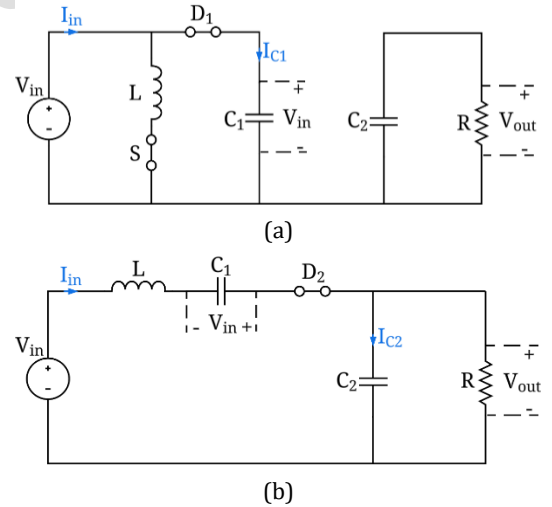 I_in D_1
I_C1
+
V_in
+
-
L
C_1 V_in
-
S
C_2
R V_out
+
-
(a)
I_in L C_1 D_2
- V_in +
V_in
+
-
I_C2
C_2
R V_out
+
-
(b)